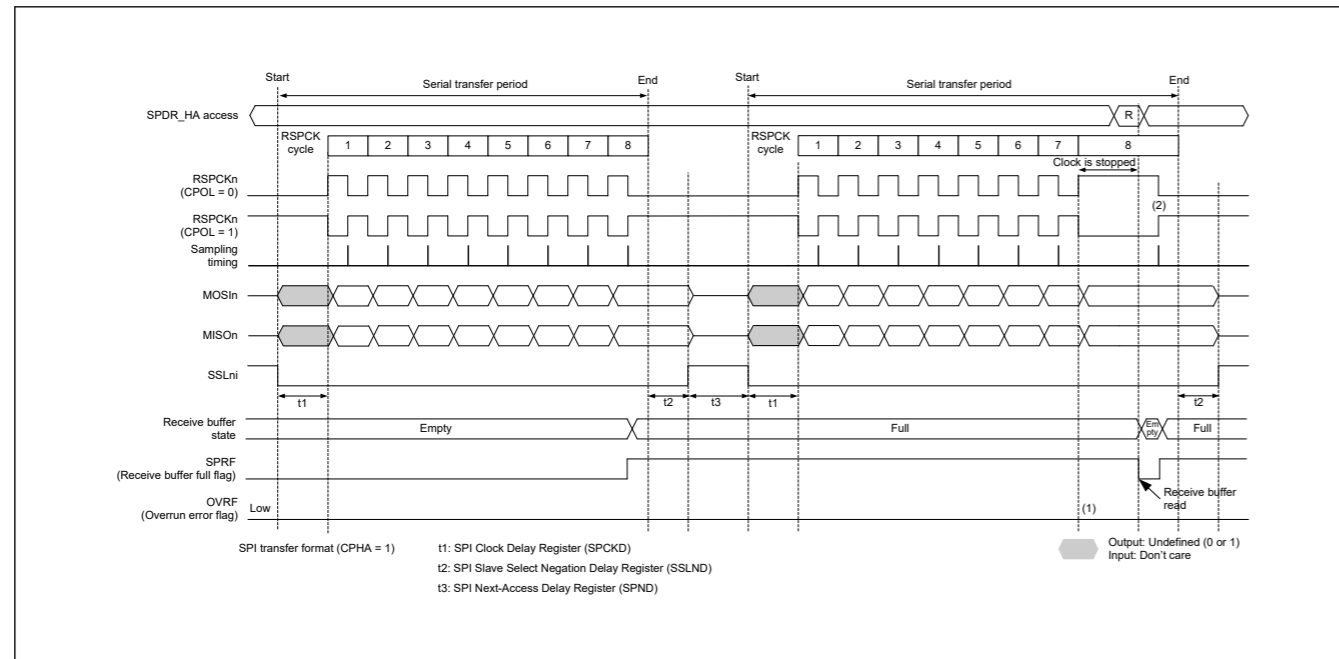 Start
Serial transfer period
End
Start
Serial transfer period
End
SPDR_HA access
R
RSPCK
cycle
1 2 3 4 5 6 7 8
RSPCK
cycle
1 2 3 4 5 6 7 8
Clock is stopped
RSPCKn
(CPOL = 0)
(2)
RSPCKn
(CPOL = 1)
Sampling
timing
MOSIn
MISOn
SSLni
t1
t2
t3
t1
t2
Receive buffer
state
Empty
Full
Em
pty
Full
SPRF
(Receive buffer full flag)
Receive buffer
read
OVRF
(Overrun error flag)
Low
(1)
SPI transfer format (CPHA = 1)
t1: SPI Clock Delay Register (SPCKD)
t2: SPI Slave Select Negation Delay Register (SSLND)
t3: SPI Next-Access Delay Register (SPND)
Output: Undefined (0 or 1)
Input: Don't care